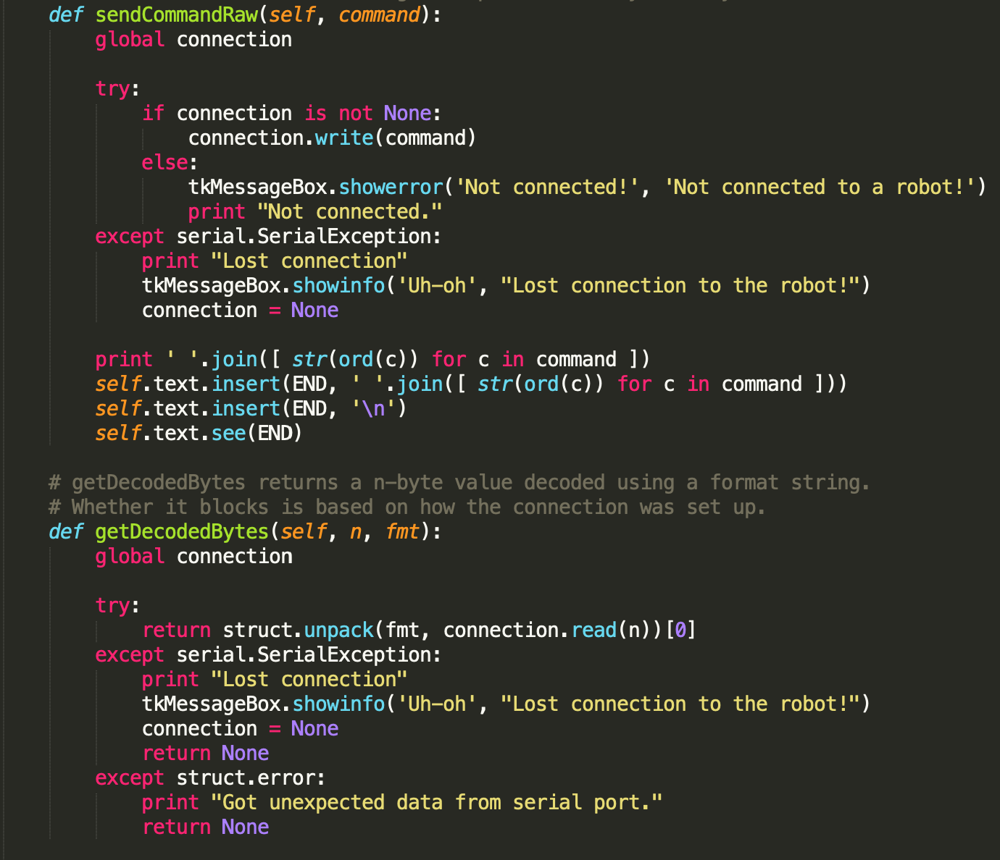 def sendCommandRaw(self, command):
    global connection

    try:
        if connection is not None:
            connection.write(command)
        else:
            tkMessageBox.showerror('Not connected!', 'Not connected to a robot!')
            print "Not connected."
    except serial.SerialException:
        print "Lost connection"
        tkMessageBox.showinfo('Uh-oh', "Lost connection to the robot!")
        connection = None

    print ' '.join([ str(ord(c)) for c in command ])
    self.text.insert(END, ' '.join([ str(ord(c)) for c in command ]))
    self.text.insert(END, '\n')
    self.text.see(END)

# getDecodedBytes returns a n-byte value decoded using a format string.
# Whether it blocks is based on how the connection was set up.
def getDecodedBytes(self, n, fmt):
    global connection

    try:
        return struct.unpack(fmt, connection.read(n))[0]
    except serial.SerialException:
        print "Lost connection"
        tkMessageBox.showinfo('Uh-oh', "Lost connection to the robot!")
        connection = None
        return None
    except struct.error:
        print "Got unexpected data from serial port."
        return None